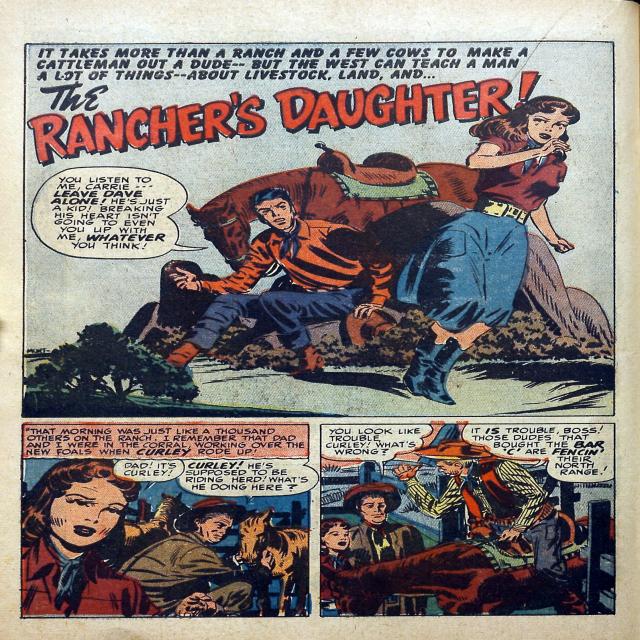 IT TAKES MORE THAN A RANCH AND A FEW COWS TO MAKE A
CATTLEMAN OUT A DUDE-- BUT THE WEST CAN TEACH A MAN
A LOT OF THINGS--ABOUT LIVESTOCK, LAND, AND...
THE
RANCHER'S DAUGHTER!
YOU LISTEN TO
ME, CARRIE ---
LEAVE DAVE
ALONE! HE'S JUST
A KID! BREAKING
HIS HEART ISN'T
GOING TO EVEN
YOU UP WITH
ME, WHATEVER
YOU THINK!
"THAT MORNING WAS JUST LIKE A THOUSAND
OTHERS ON THE RANCH. I REMEMBER THAT DAD
AND I WERE IN THE CORRAL WORKING OVER THE
NEW FOALS WHEN CURLEY RODE UP."
DAD! IT'S
CURLEY!
CURLEY! HE'S
SUPPOSED TO BE
RIDING HERD! WHAT'S
HE DOING HERE?
YOU LOOK LIKE
TROUBLE,
CURLEY! WHAT'S
WRONG?
IT IS TROUBLE, BOSS!
THOSE DUDES THAT
BOUGHT THE BAR
'C' ARE FENCIN'
THEIR
NORTH
RANGE!